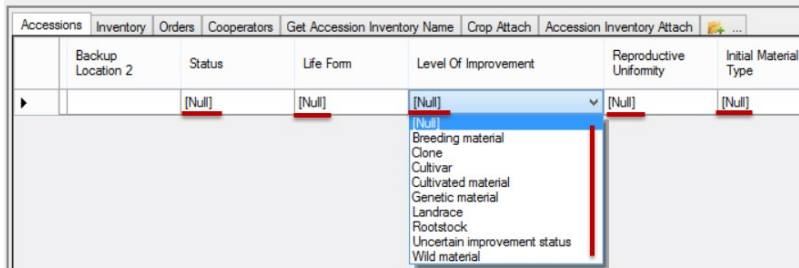 Accessions Inventory Orders Cooperators Get Accession Inventory Name Crop Attach Accession Inventory Attach ...
Backup Location 2 Status Life Form Level Of Improvement Reproductive Uniformity Initial Material Type
[Null] [Null] [Null] [Null] [Null]
[Null]
Breeding material
Clone
Cultivar
Cultivated material
Genetic material
Landrace
Rootstock
Uncertain improvement status
Wild material